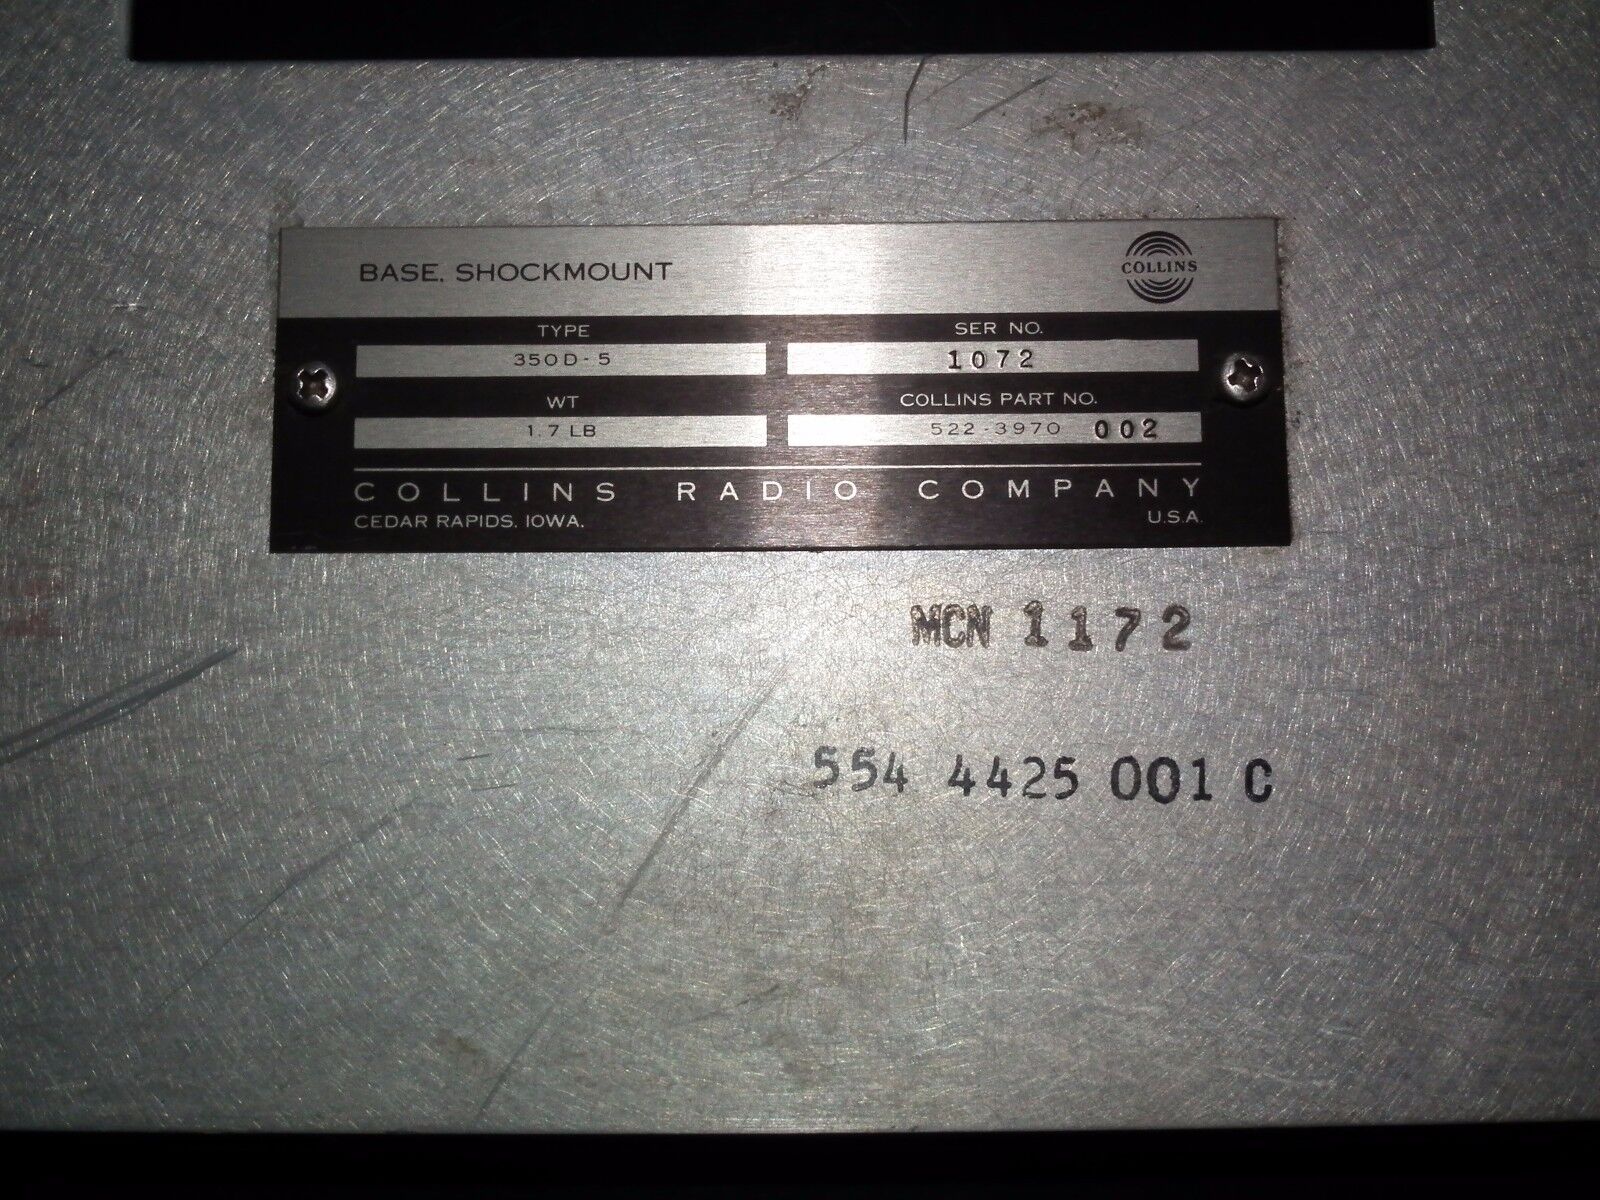 BASE, SHOCKMOUNT
COLLINS
TYPE SER NO.
350D-5 1072
WT COLLINS PART NO.
1.7 LB 522-3970 002
COLLINS RADIO COMPANY
CEDAR RAPIDS, IOWA. U.S.A.
MCN 1172
554 4425 001 C